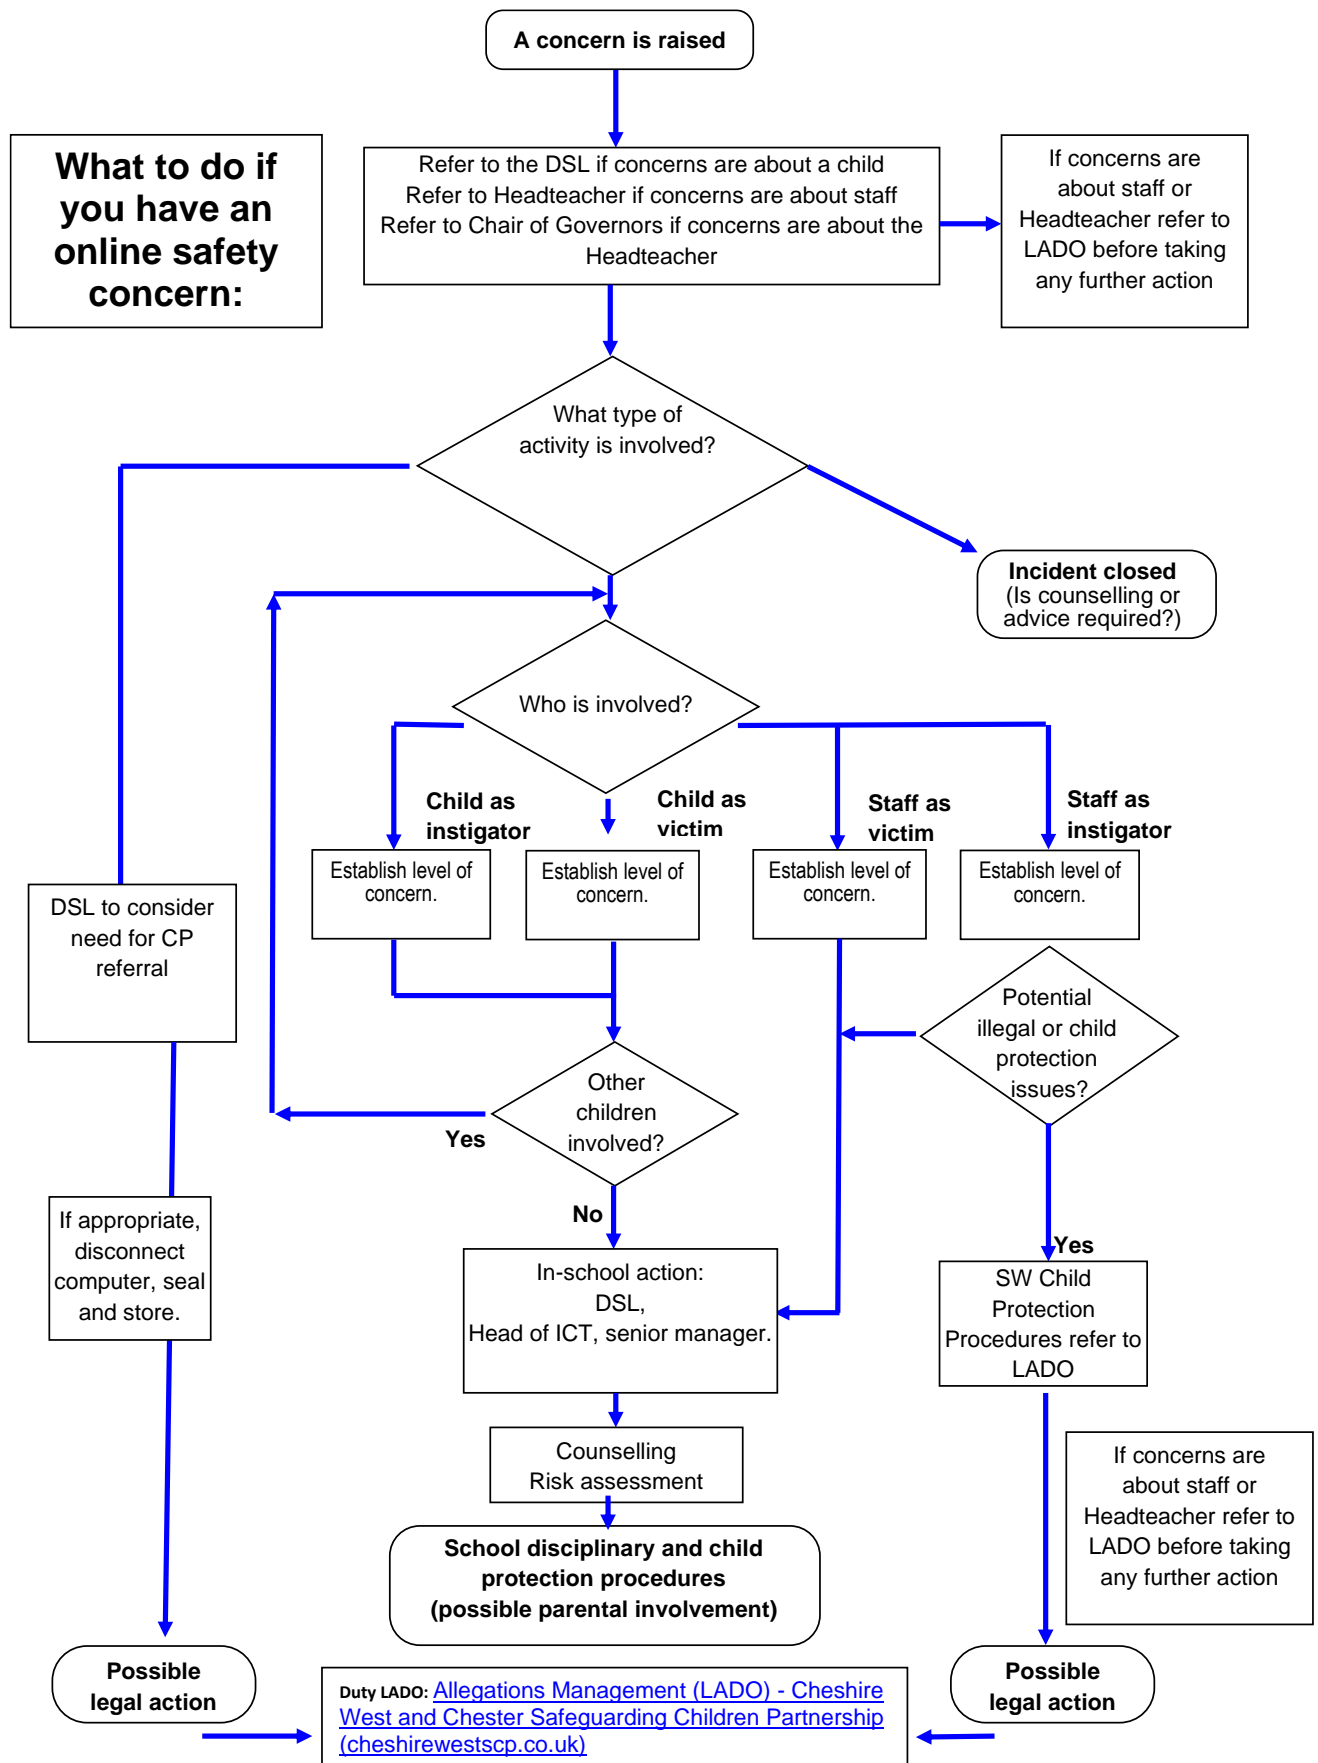 A concern is raised
What to do if
you have an
online safety
concern:
Refer to the DSL if concerns are about a child
Refer to Headteacher if concerns are about staff
Refer to Chair of Governors if concerns are about the
Headteacher
If concerns are
about staff or
Headteacher refer to
LADO before taking
any further action
What type of
activity is involved?
Incident closed
(Is counselling or
advice required?)
Who is involved?
Child as
instigator
Child as
victim
Staff as
victim
Staff as
instigator
Establish level of
concern.
Establish level of
concern.
Establish level of
concern.
Establish level of
concern.
DSL to consider
need for CP
referral
Potential
illegal or child
protection
issues?
Other
children
involved?
Yes
No
If appropriate,
disconnect
computer, seal
and store.
In-school action:
DSL,
Head of ICT, senior manager.
Yes
SW Child
Protection
Procedures refer to
LADO
Counselling
Risk assessment
If concerns are
about staff or
Headteacher refer to
LADO before taking
any further action
School disciplinary and child
protection procedures
(possible parental involvement)
Possible
legal action
Possible
legal action
Duty LADO: Allegations Management (LADO) - Cheshire
West and Chester Safeguarding Children Partnership
(cheshirewestscp.co.uk)